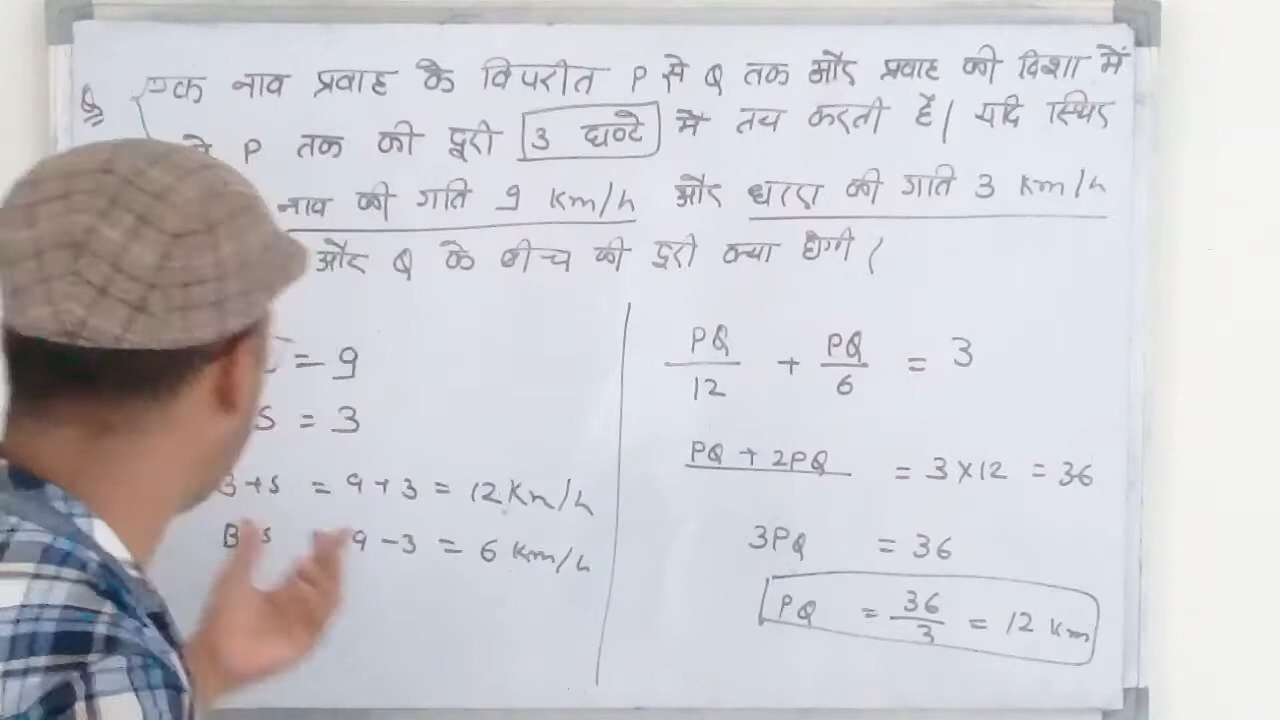 Q एक नाव प्रवाह के विपरीत P से Q तक और प्रवाह की दिशा में
P तक की दूरी 3 घण्टे में तय करती है। यदि स्थिर
नाव की गति 9 Km/h और धारा की गति 3 Km/h
और Q के बीच की दूरी क्या होगी।
= 9
S = 3
B+S = 9+3 = 12 Km/h
B S 9-3 = 6 Km/h
PQ/12 + PQ/6 = 3
PQ + 2PQ = 3×12 = 36
3PQ = 36
PQ = 36/3 = 12 Km